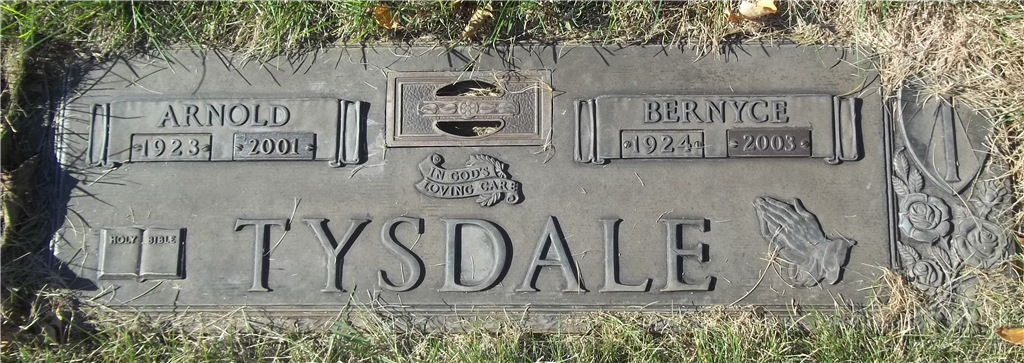 ARNOLD
1923 2001
BERNYCE
1924 2003
IN GOD'S
LOVING CARE
HOLY BIBLE
TYSDALE